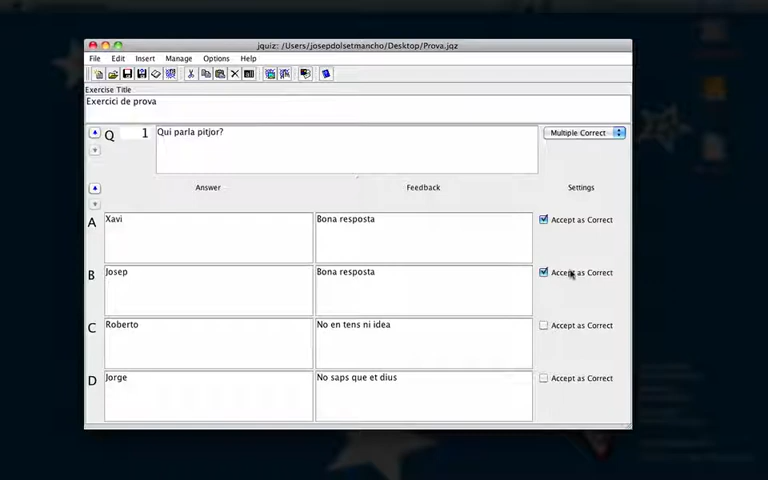 jquiz: /Users/josepdolsetmancho/Desktop/Prova.jqz
File Edit Insert Manage Options Help
Exercise Title
Exercici de prova
Q 1 Qui parla pitjor? Multiple Correct
Answer Feedback Settings
A Xavi Bona resposta Accept as Correct
B Josep Bona resposta Accept as Correct
C Roberto No en tens ni idea Accept as Correct
D Jorge No saps que et dius Accept as Correct